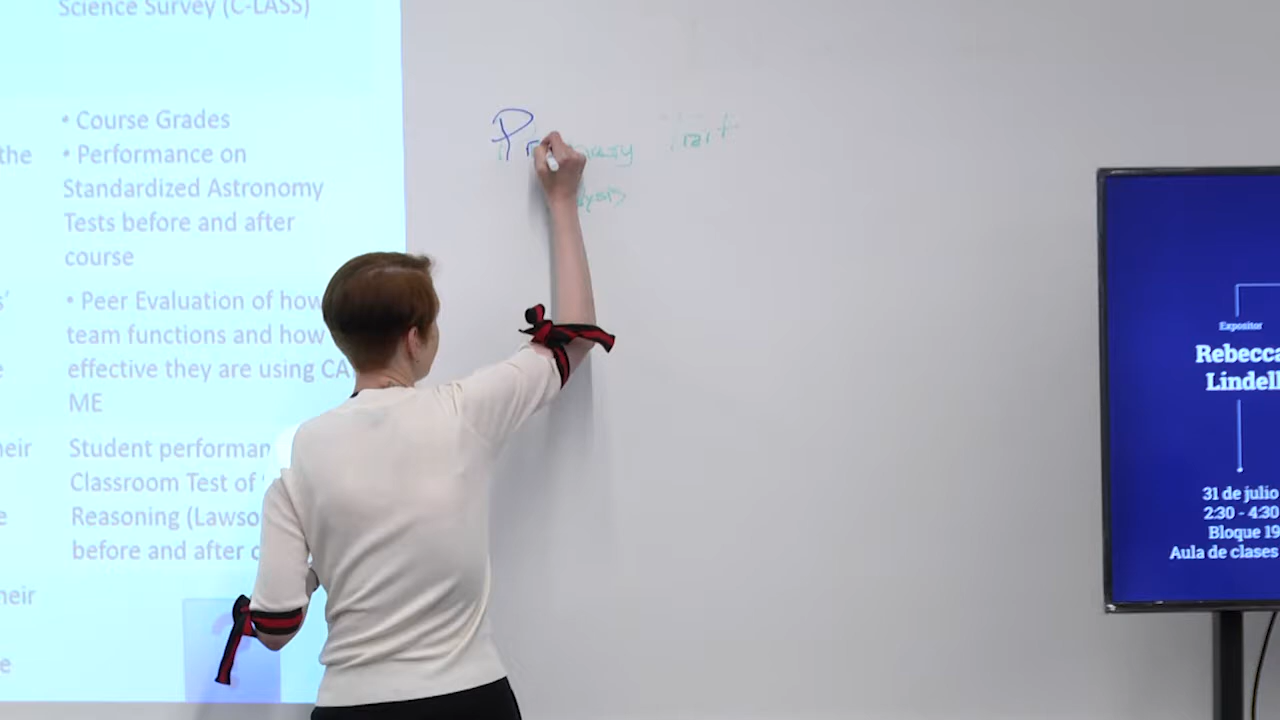 Science Survey (C-LASS)
• Course Grades
the
• Performance on
Standardized Astronomy
Tests before and after
course
• Peer Evaluation of how
team functions and how
effective they are using CA
ME
heir
Student performan
Classroom Test of
Reasoning (Lawso
before and after c
heir
Expositor
Rebecca
Lindell
31 de julio
2:30 - 4:30
Bloque 19
Aula de clases